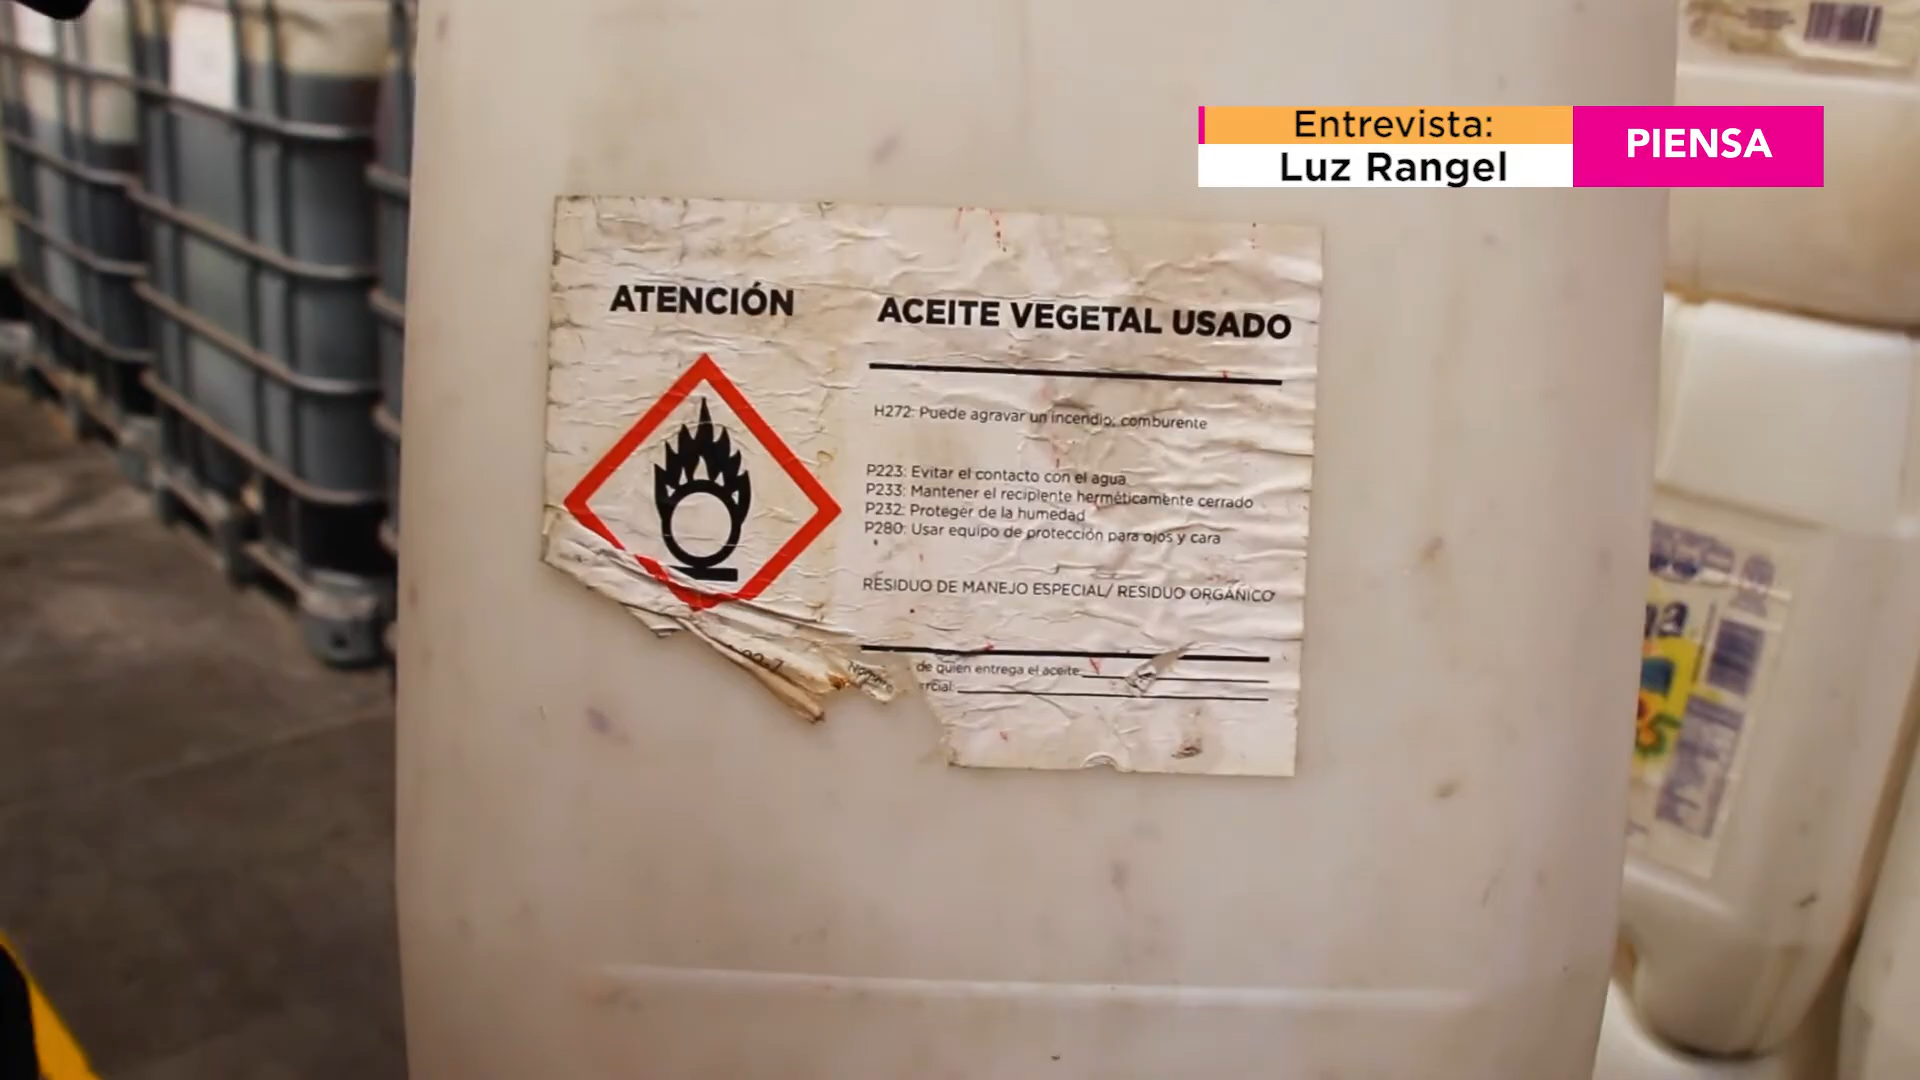 Entrevista:
Luz Rangel
PIENSA
ATENCIÓN
ACEITE VEGETAL USADO
H272: Puede agravar un incendio; comburente
P223: Evitar el contacto con el agua
P233: Mantener el recipiente herméticamente cerrado
P232: Proteger de la humedad
P280: Usar equipo de protección para ojos y cara
RESIDUO DE MANEJO ESPECIAL/ RESIDUO ORGÁNICO
de quien entrega el aceite: